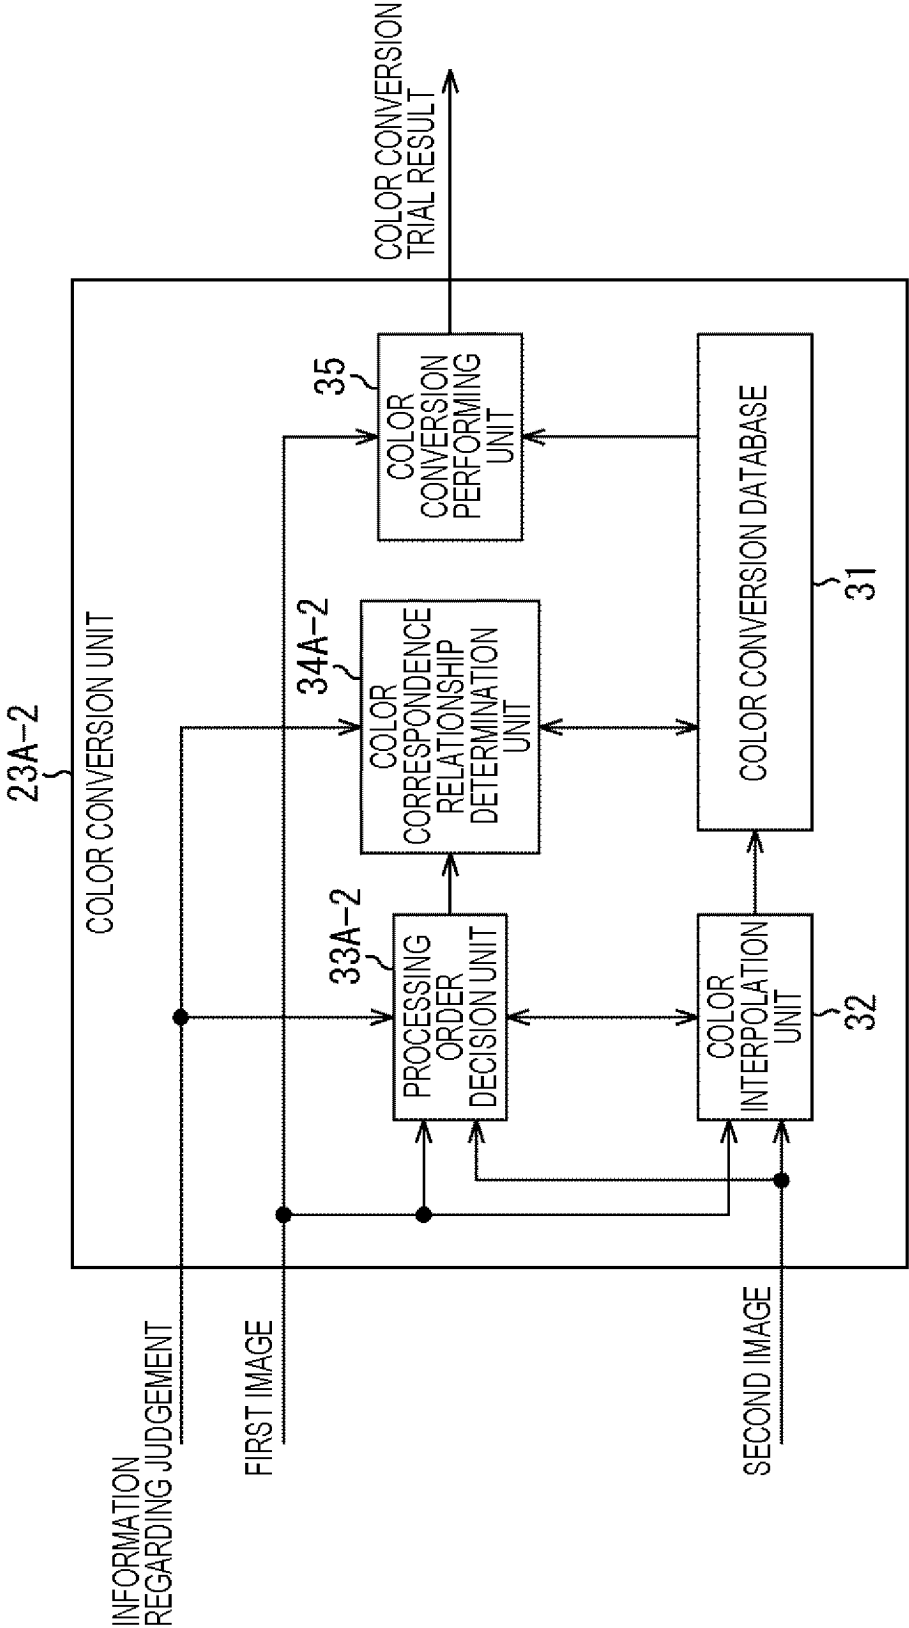 23A-2
COLOR CONVERSION UNIT
INFORMATION
REGARDING JUDGEMENT
FIRST IMAGE
SECOND IMAGE
33A-2
PROCESSING
ORDER
DECISION UNIT
34A-2
COLOR
CORRESPONDENCE
RELATIONSHIP
DETERMINATION
UNIT
35
COLOR
CONVERSION
PERFORMING
UNIT
COLOR CONVERSION
TRIAL RESULT
COLOR
INTERPOLATION
UNIT
32
COLOR CONVERSION DATABASE
31